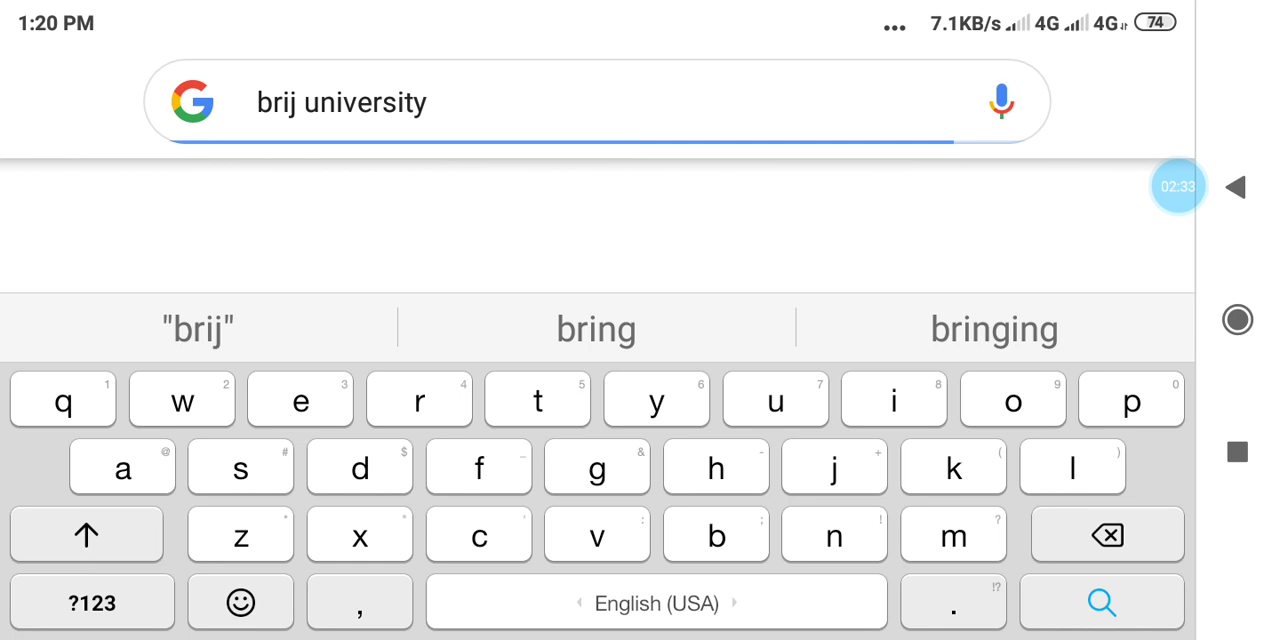 1:20 PM ... 7.1KB/s 4G 4G 74
G brij university
02:33
"brij" bring bringing
q 1 w 2 e 3 r 4 t 5 y 6 u 7 i 8 o 9 p 0
a @ s # d $ f _ g & h - j + k ( l )
z * x " c ' v : b ; n ! m ?
?123 , English (USA) . !?